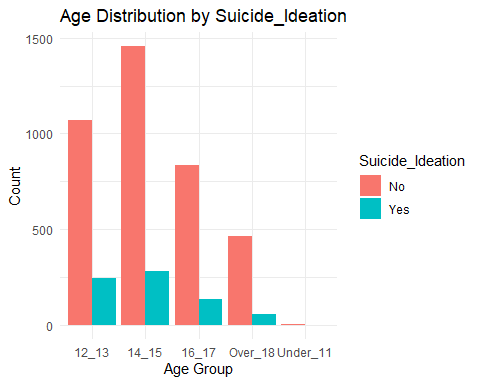 Age Distribution by Suicide_Ideation
1500
1000
500
0
Count
12_13 14_15 16_17 Over_18 Under_11
Age Group
Suicide_Ideation
No
Yes